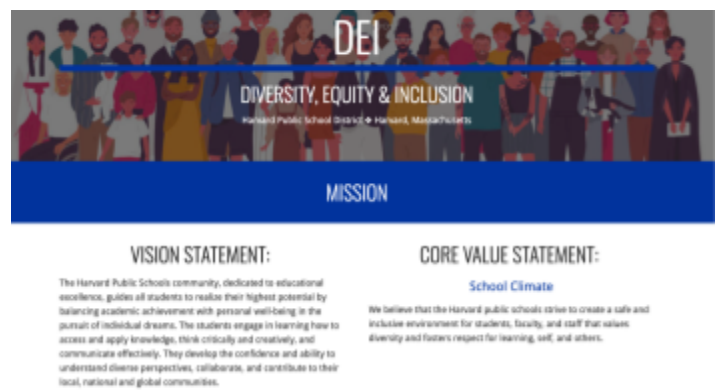 DEI
DIVERSITY, EQUITY & INCLUSION
Harvard Public School District ❖ Harvard, Massachusetts
MISSION
VISION STATEMENT:
The Harvard Public Schools community, dedicated to educational
excellence, guides all students to realize their highest potential by
balancing academic achievement with personal well-being in the
pursuit of individual dreams. The students engage in learning how to
access and apply knowledge, think critically and creatively, and
communicate effectively. They develop the confidence and ability to
understand diverse perspectives, collaborate, and contribute to their
local, national and global communities.
CORE VALUE STATEMENT:
School Climate
We believe that the Harvard public schools strive to create a safe and
inclusive environment for students, faculty, and staff that values
diversity and fosters respect for learning, self, and others.